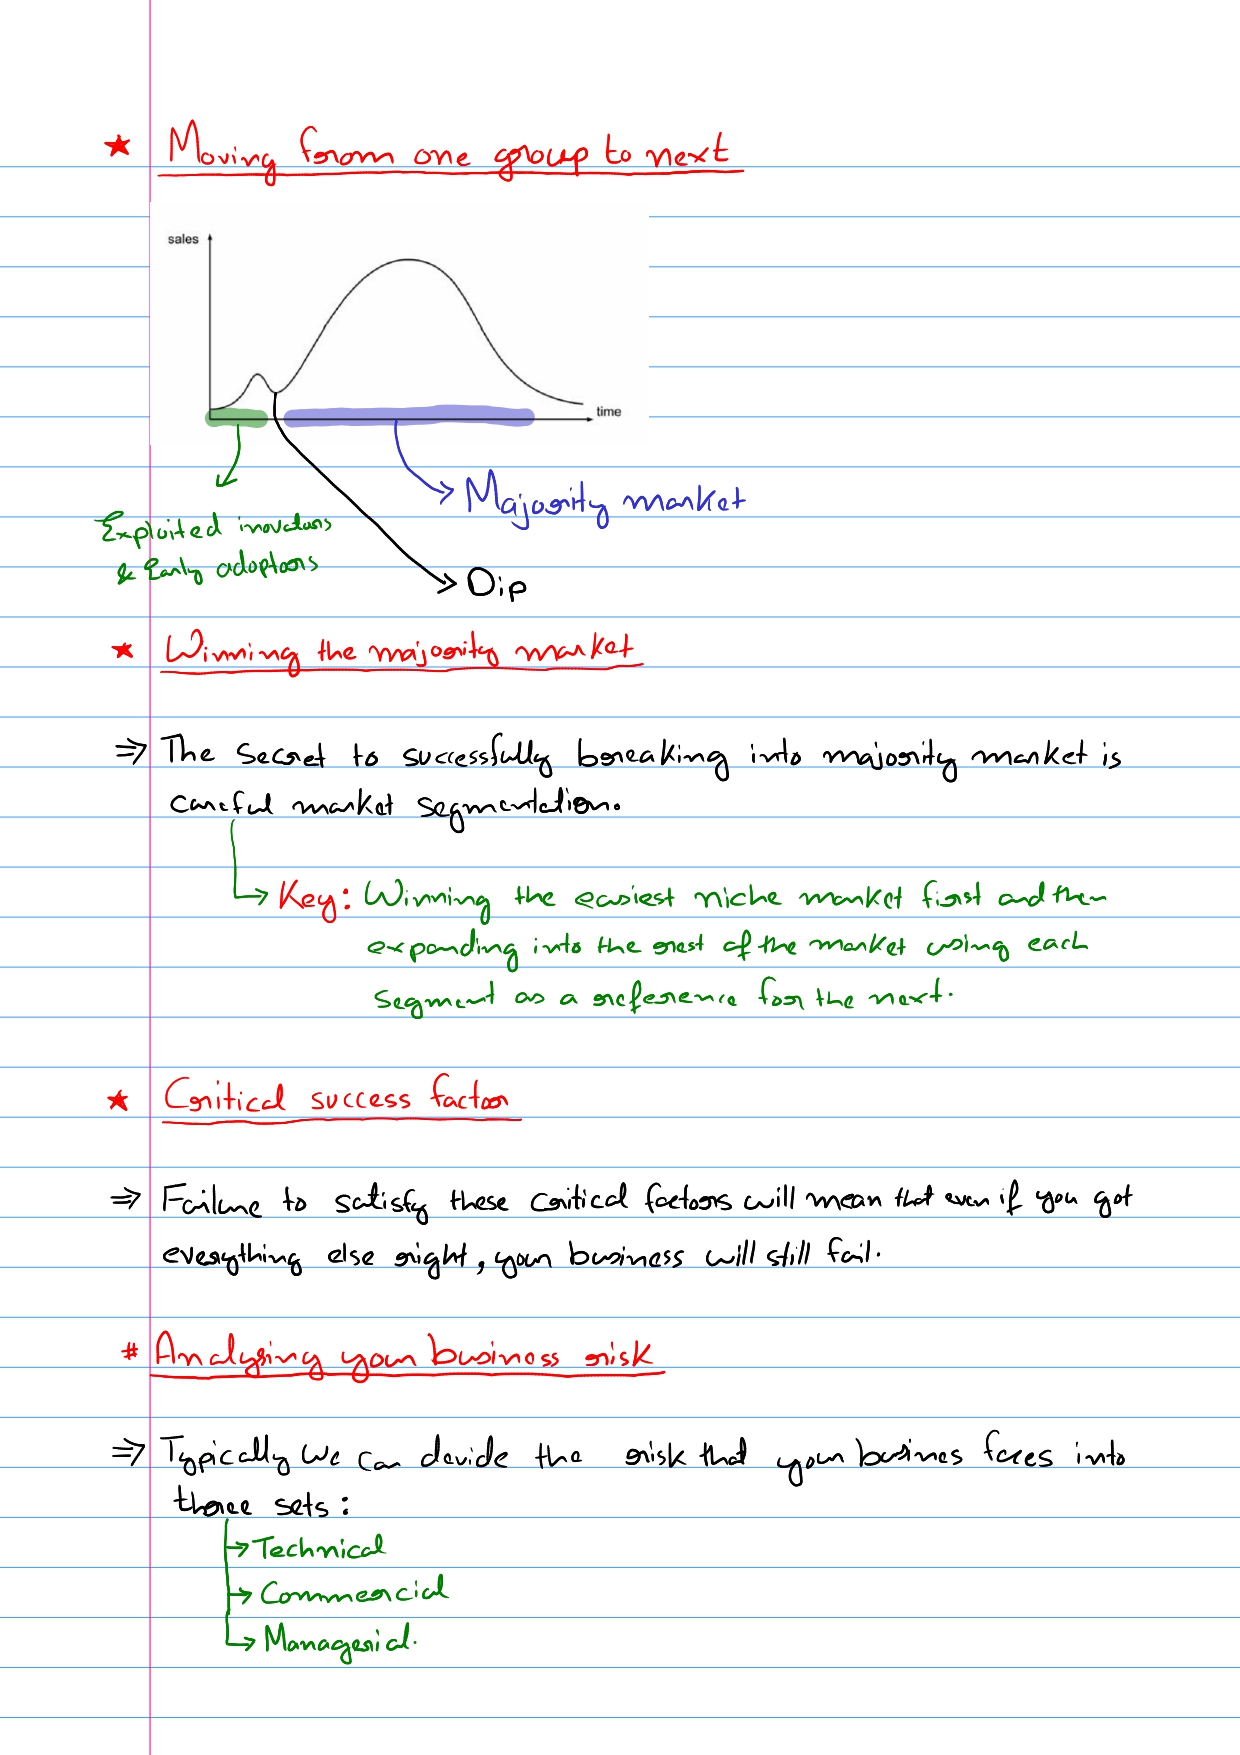 ★ Moving from one group to next
sales
time
Majority market
Exploited inovators
& Early adoptors
Dip
★ Winning the majority market
⇒ The secret to successfully breaking into majority market is
careful market segmentation.
→ Key: Winning the easiest niche market first and then
expanding into the rest of the market using each
segment as a reference for the next.
★ Critical success factor
⇒ Failure to satisfy these critical factors will mean that even if you got
everything else right, your business will still fail.
# Analysing your business risk
⇒ Typically we can devide the risk that your busines faces into
three sets:
→ Technical
→ Commercial
→ Managerial.